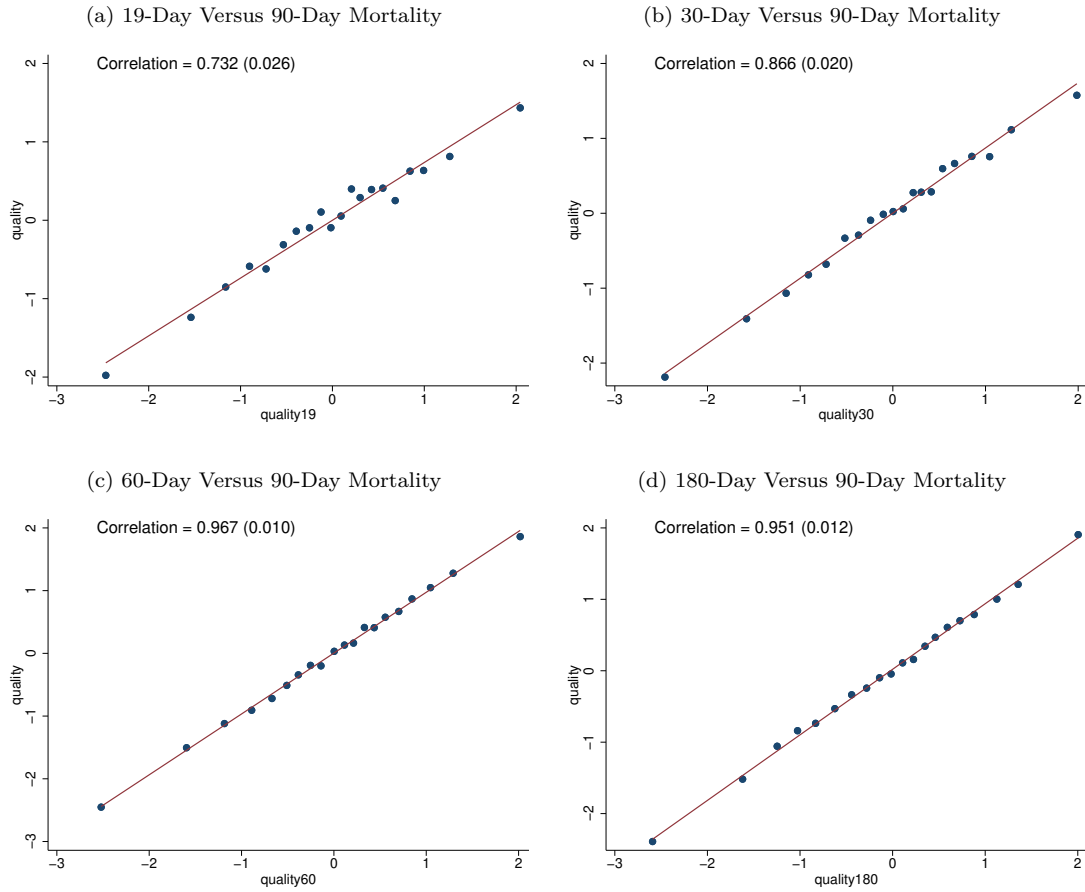 (a) 19-Day Versus 90-Day Mortality
Correlation = 0.732 (0.026)
2
1
0
−1
−2
quality
−3 −2 −1 0 1 2
quality19
(b) 30-Day Versus 90-Day Mortality
Correlation = 0.866 (0.020)
2
1
0
−1
−2
quality
−3 −2 −1 0 1 2
quality30
(c) 60-Day Versus 90-Day Mortality
Correlation = 0.967 (0.010)
2
1
0
−1
−2
−3
quality
−3 −2 −1 0 1 2
quality60
(d) 180-Day Versus 90-Day Mortality
Correlation = 0.951 (0.012)
2
1
0
−1
−2
quality
−3 −2 −1 0 1 2
quality180